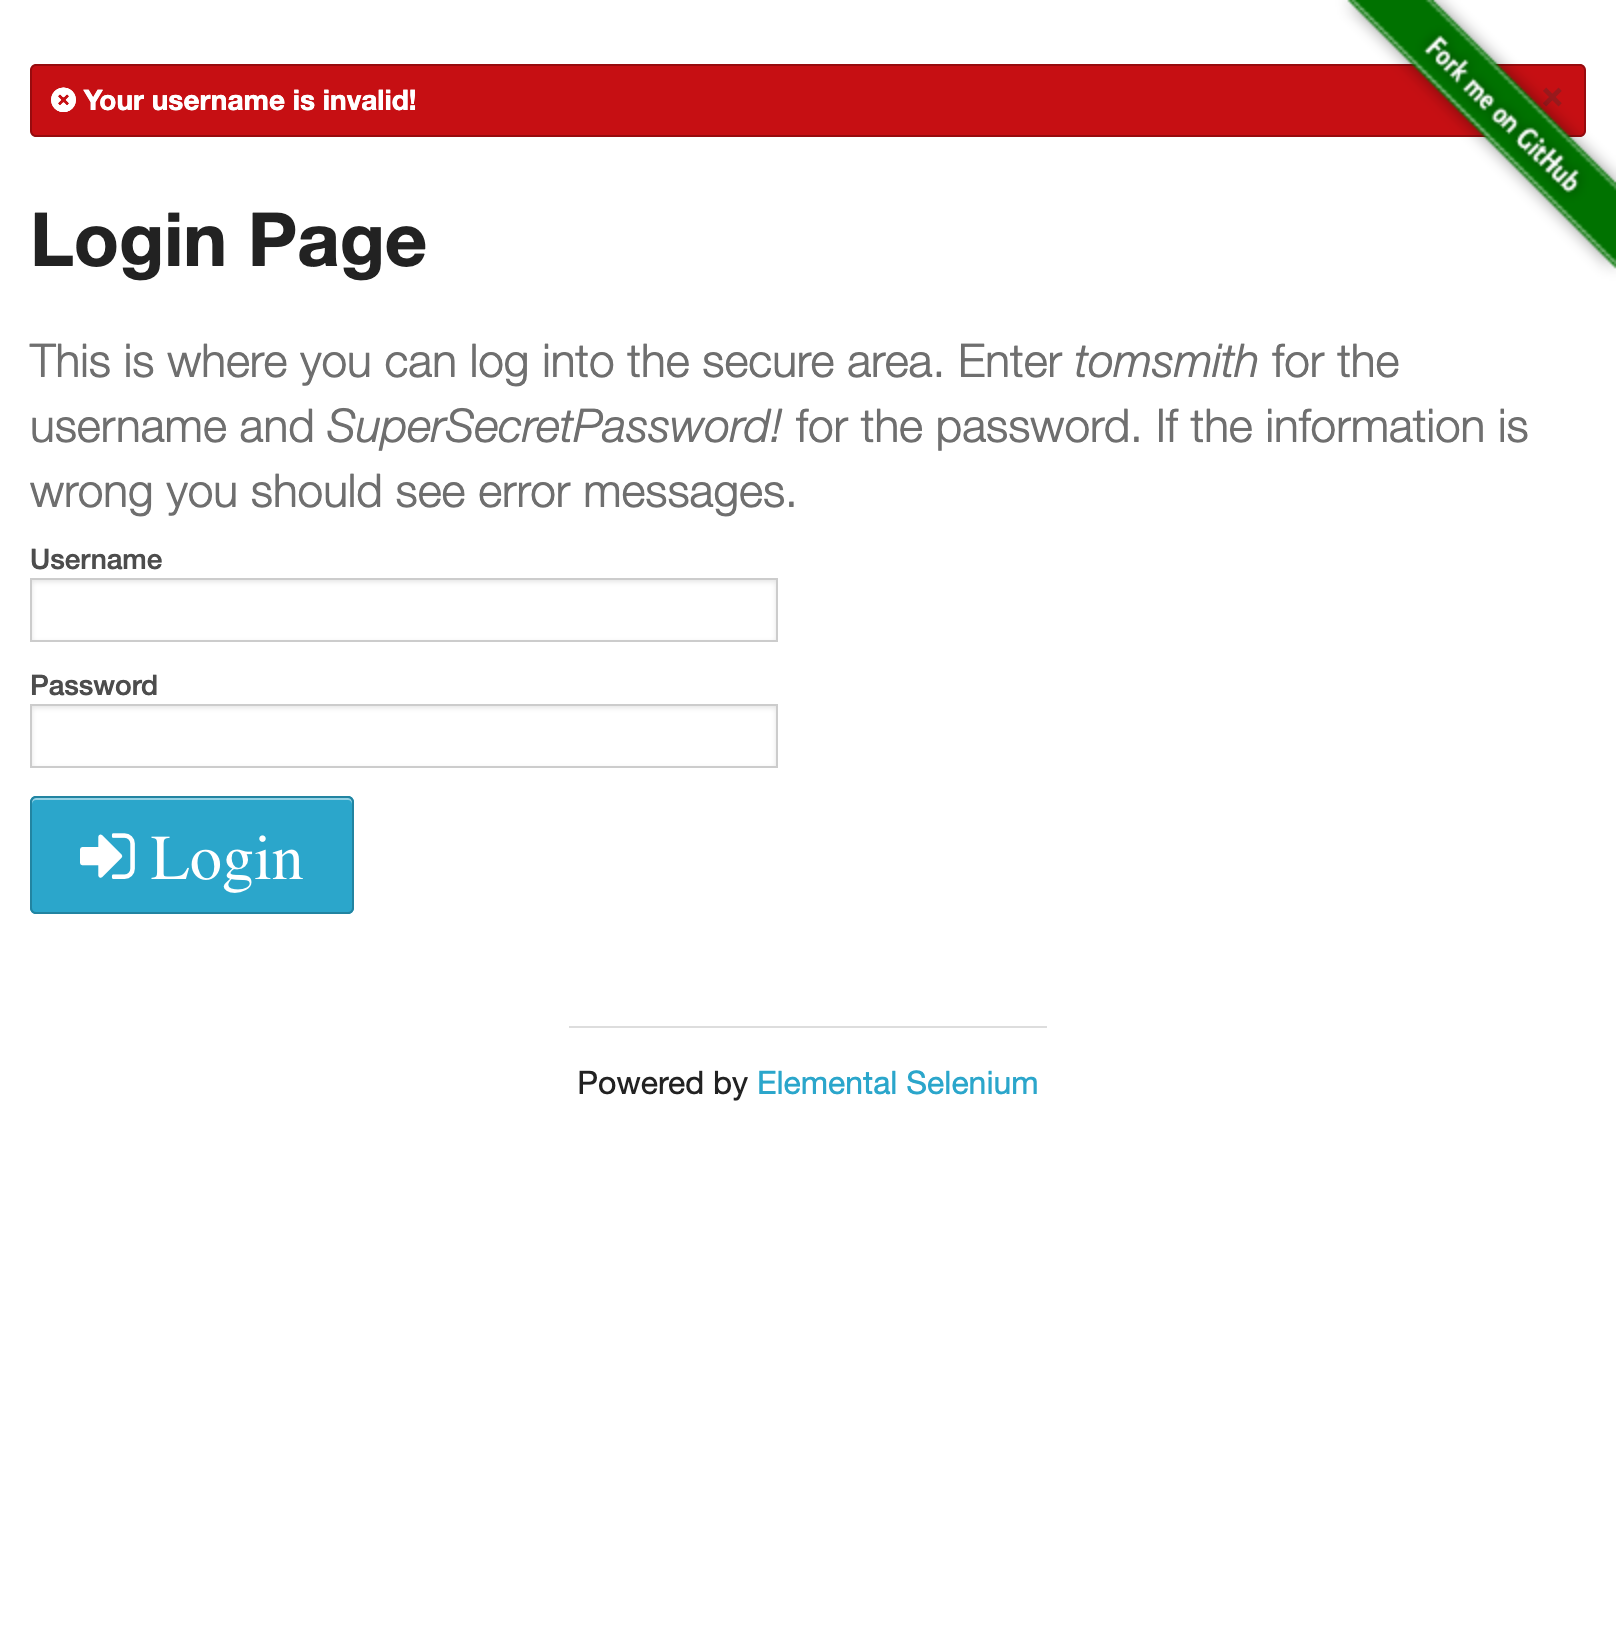 Fork me on GitHub
Your username is invalid!
Login Page
This is where you can log into the secure area. Enter tomsmith for the
username and SuperSecretPassword! for the password. If the information is
wrong you should see error messages.
Username
Password
Login
Powered by Elemental Selenium